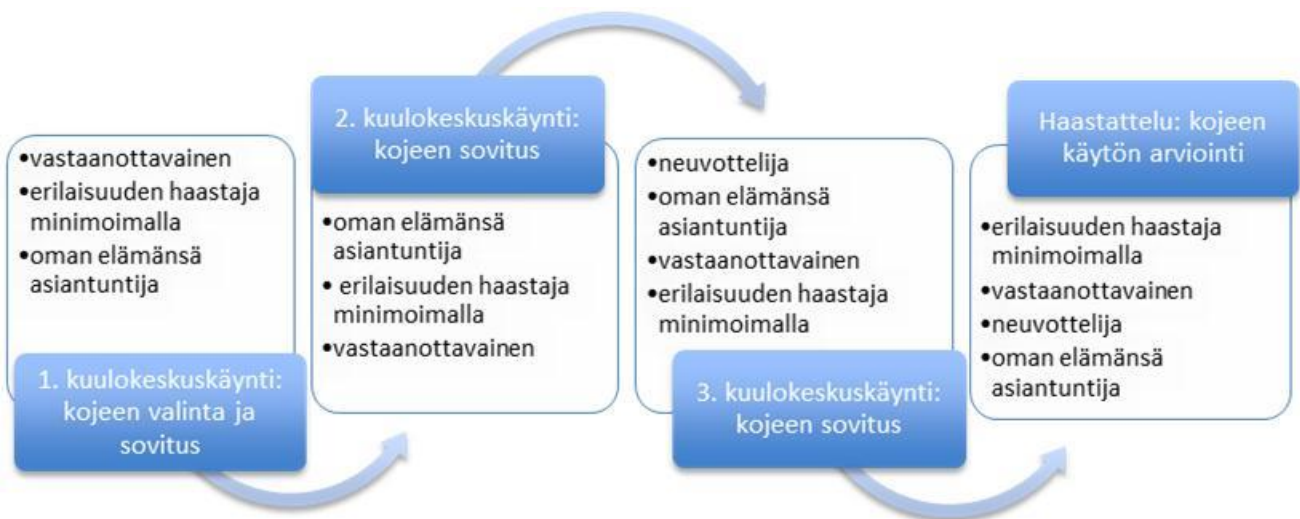 •vastaanottavainen
•erilaisuuden haastaja
minimoimalla
•oman elämänsä
asiantuntija
1. kuulokeskuskäynti:
kojeen valinta ja
sovitus
2. kuulokeskuskäynti:
kojeen sovitus
•oman elämänsä
asiantuntija
• erilaisuuden haastaja
minimoimalla
•vastaanottavainen
•neuvottelija
•oman elämänsä
asiantuntija
•vastaanottavainen
•erilaisuuden haastaja
minimoimalla
3. kuulokeskuskäynti:
kojeen sovitus
Haastattelu: kojeen
käytön arviointi
•erilaisuuden haastaja
minimoimalla
•vastaanottavainen
•neuvottelija
•oman elämänsä
asiantuntija